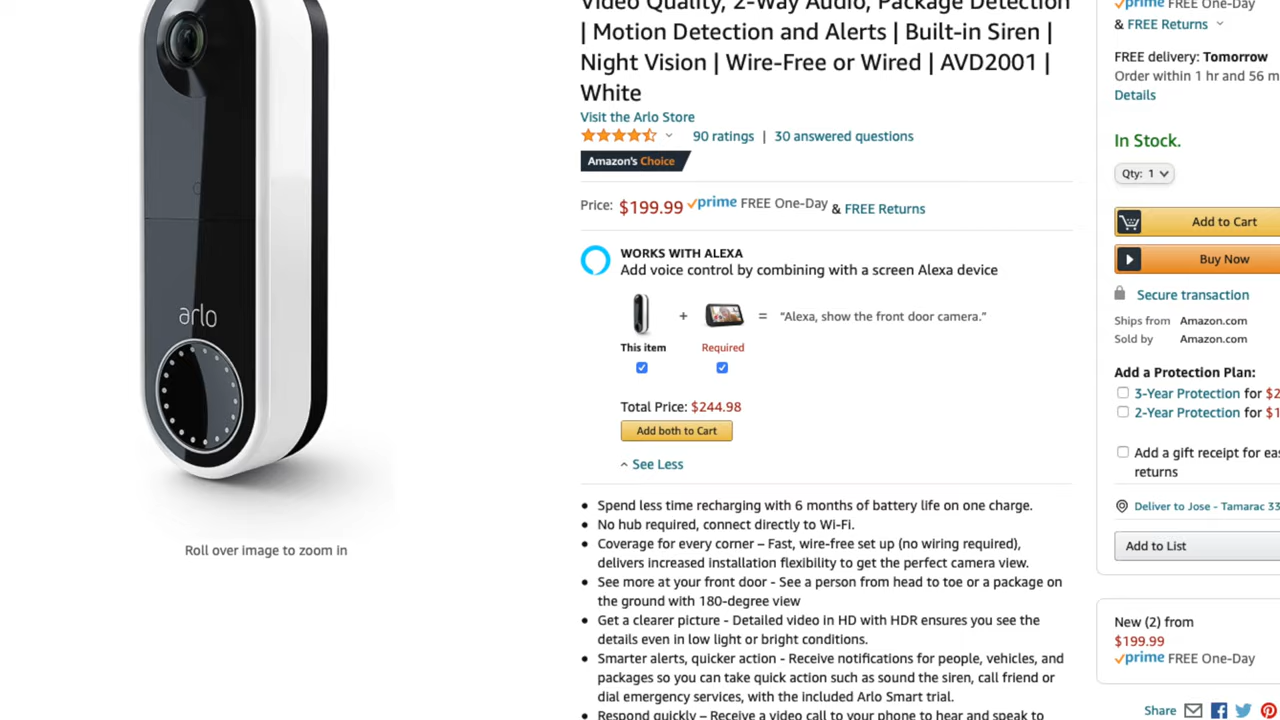 Video Quality, 2-Way Audio, Package Detection
| Motion Detection and Alerts | Built-in Siren |
Night Vision | Wire-Free or Wired | AVD2001 |
White
Visit the Arlo Store
90 ratings | 30 answered questions
Amazon's Choice
Price: $199.99 prime FREE One-Day & FREE Returns
WORKS WITH ALEXA
Add voice control by combining with a screen Alexa device
+ = “Alexa, show the front door camera.”
This item Required
Total Price: $244.98
Add both to Cart
See Less
Spend less time recharging with 6 months of battery life on one charge.
No hub required, connect directly to Wi-Fi.
Coverage for every corner – Fast, wire-free set up (no wiring required),
delivers increased installation flexibility to get the perfect camera view.
See more at your front door - See a person from head to toe or a package on
the ground with 180-degree view
Get a clearer picture - Detailed video in HD with HDR ensures you see the
details even in low light or bright conditions.
Smarter alerts, quicker action - Receive notifications for people, vehicles, and
packages so you can take quick action such as sound the siren, call friend or
dial emergency services, with the included Arlo Smart trial.
Respond quickly – Receive a video call to your phone to hear and speak to
arlo
Roll over image to zoom in
prime FREE One-Day
& FREE Returns
FREE delivery: Tomorrow
Order within 1 hr and 56 m
Details
In Stock.
Qty: 1
Add to Cart
Buy Now
Secure transaction
Ships from Amazon.com
Sold by Amazon.com
Add a Protection Plan:
3-Year Protection for $2
2-Year Protection for $1
Add a gift receipt for eas
returns
Deliver to Jose - Tamarac 33
Add to List
New (2) from
$199.99
prime FREE One-Day
Share